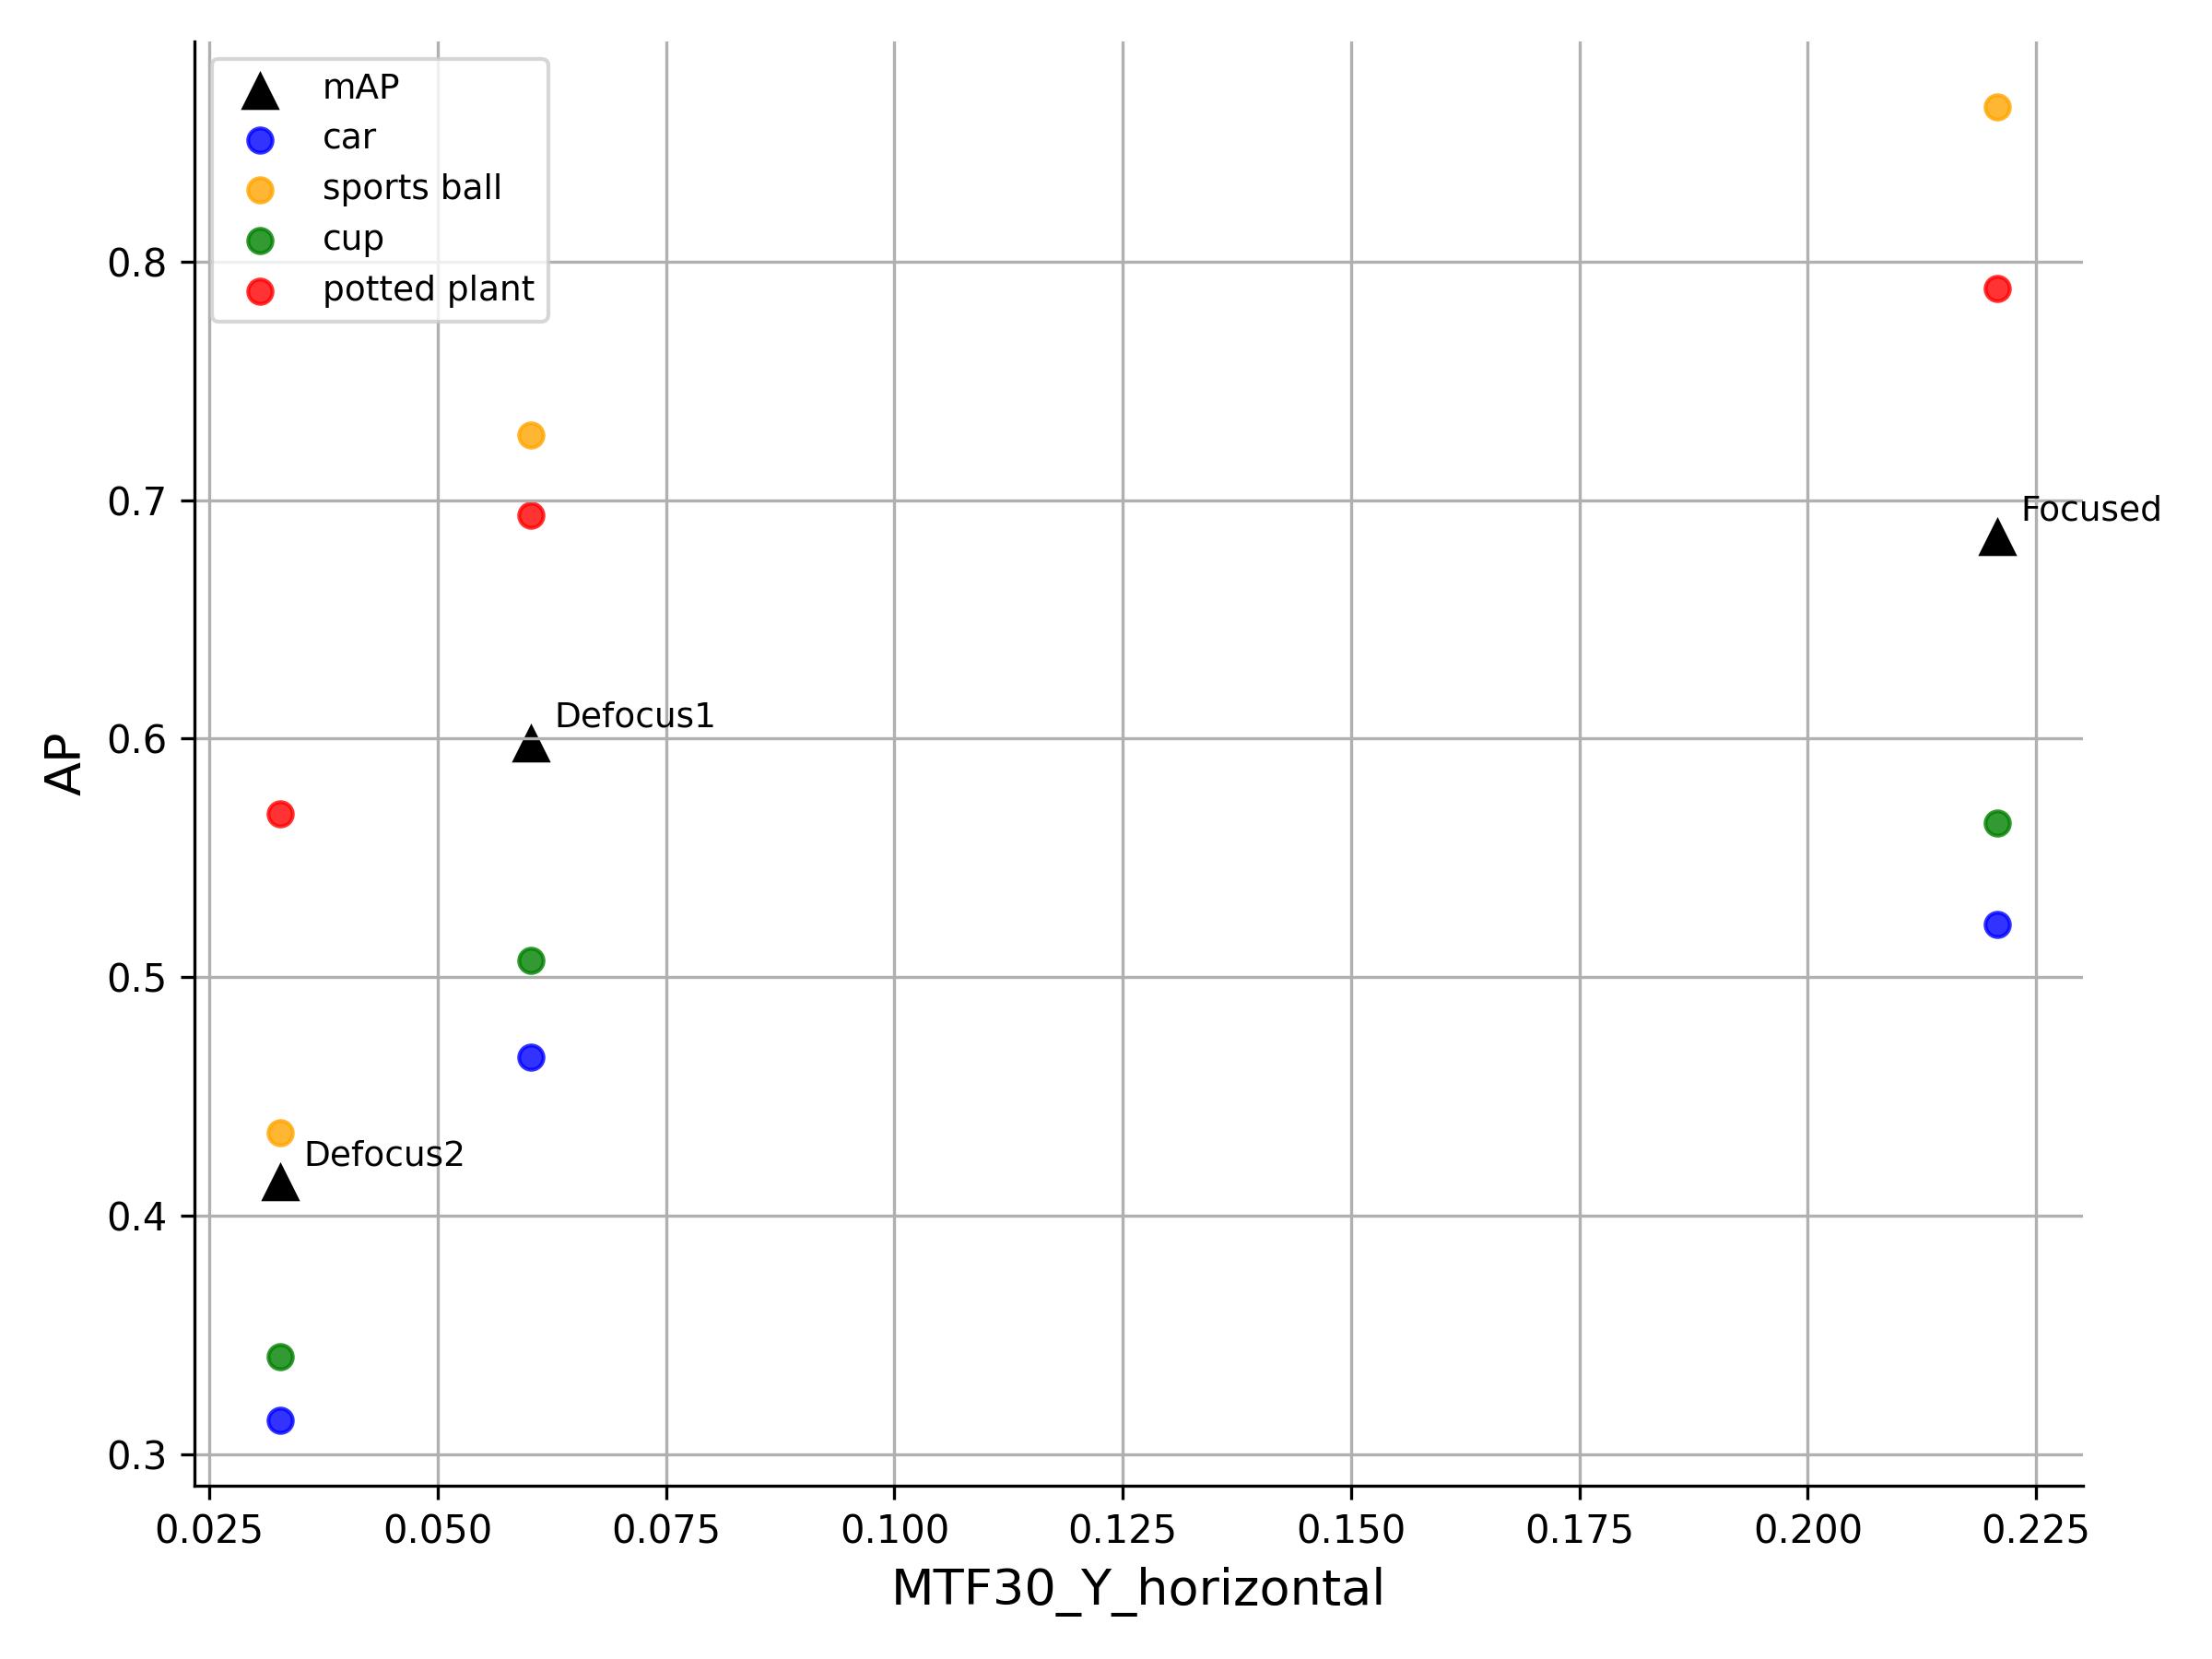 mAP
car
sports ball
cup
potted plant
0.8
0.7
Focused
Defocus1
0.6
AP
0.5
Defocus2
0.4
0.3
0.025 0.050 0.075 0.100 0.125 0.150 0.175 0.200 0.225
MTF30_Y_horizontal